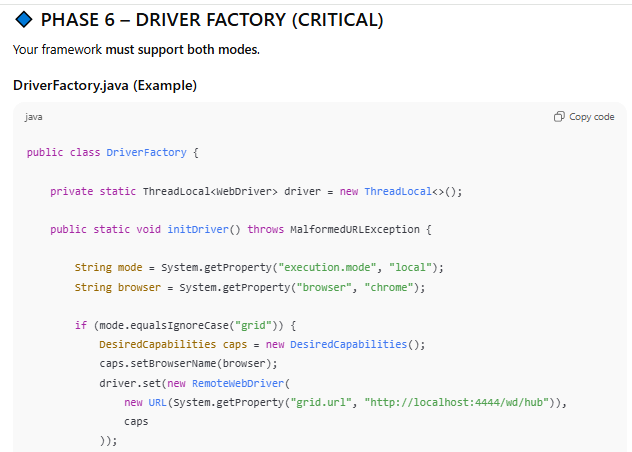 PHASE 6 – DRIVER FACTORY (CRITICAL)
Your framework must support both modes.
DriverFactory.java (Example)
java
Copy code
public class DriverFactory {
private static ThreadLocal<WebDriver> driver = new ThreadLocal<>();
public static void initDriver() throws MalformedURLException {
String mode = System.getProperty("execution.mode", "local");
String browser = System.getProperty("browser", "chrome");
if (mode.equalsIgnoreCase("grid")) {
DesiredCapabilities caps = new DesiredCapabilities();
caps.setBrowserName(browser);
driver.set(new RemoteWebDriver(
new URL(System.getProperty("grid.url", "http://localhost:4444/wd/hub")),
caps
));